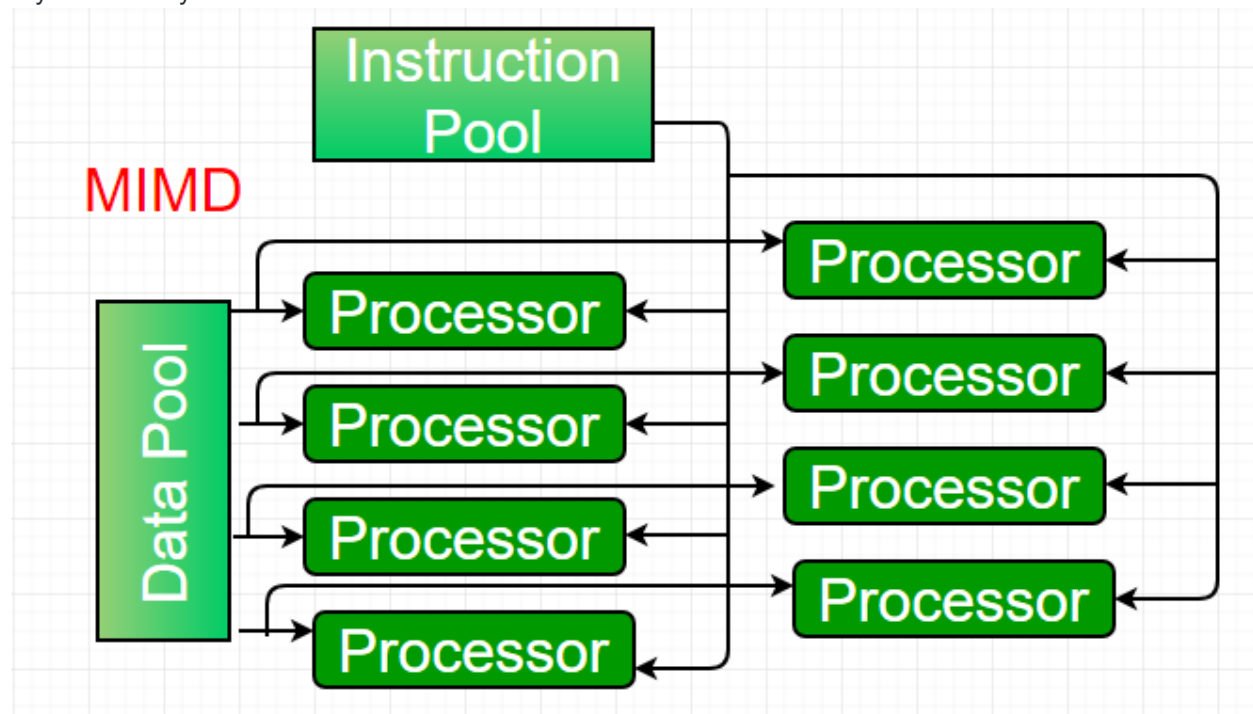 Instruction
Pool
MIMD
Processor
Processor
Processor
Processor
Data Pool
Processor
Processor
Processor
Processor